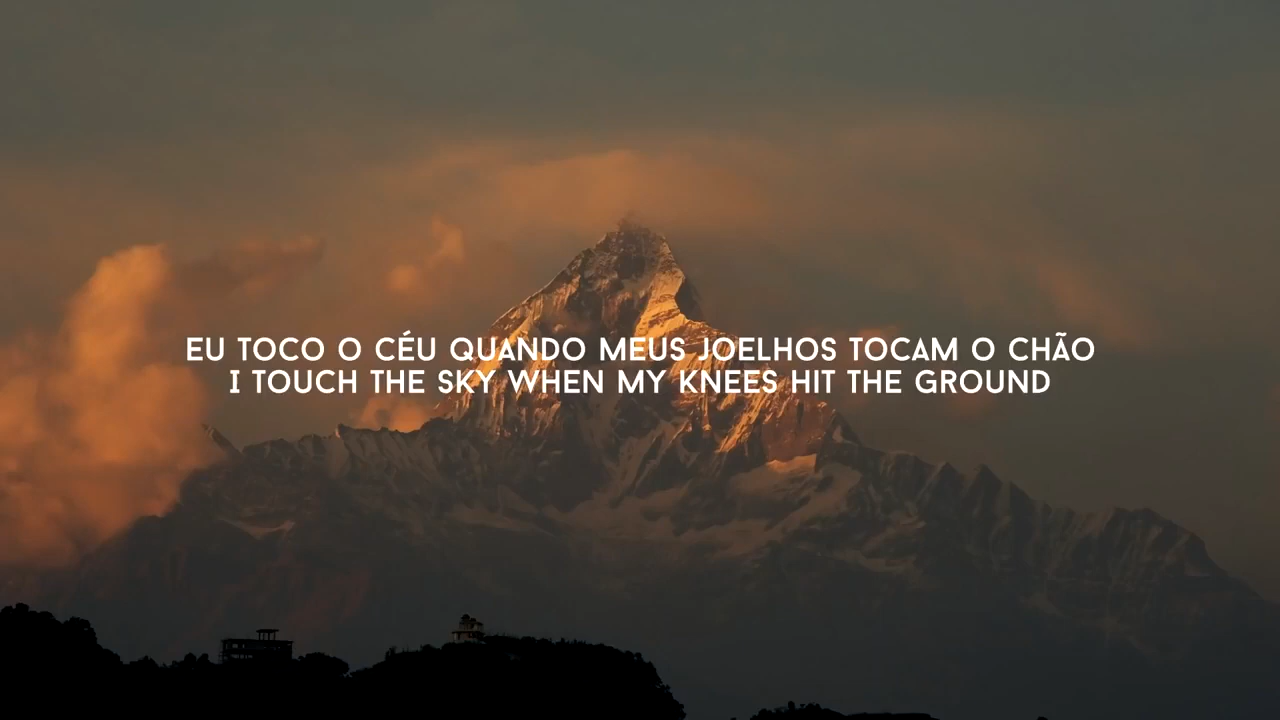 EU TOCO O CÉU QUANDO MEUS JOELHOS TOCAM O CHÃO
I TOUCH THE SKY WHEN MY KNEES HIT THE GROUND